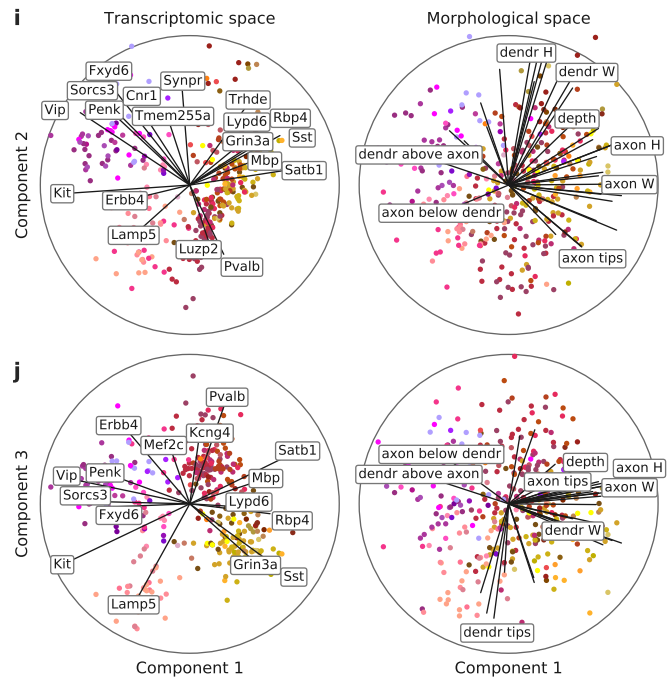 i
Transcriptomic space
Morphological space
Fxyd6
Synpr
Sorcs3
Cnr1
Vip
Penk
Tmem255a
Trhde
Lypd6
Rbp4
Grin3a
Sst
Mbp
Satb1
Kit
Erbb4
Lamp5
Luzp2
Pvalb
Component 2
dendr H
dendr W
depth
axon H
dendr above axon
axon W
axon below dendr
axon tips
j
Pvalb
Erbb4
Kcng4
Mef2c
Satb1
Vip
Penk
Mbp
Sorcs3
Lypd6
Fxyd6
Rbp4
Kit
Grin3a
Sst
Lamp5
Component 3
Component 1
axon below dendr
depth
axon H
dendr above axon
axon tips
axon W
dendr W
dendr tips
Component 1